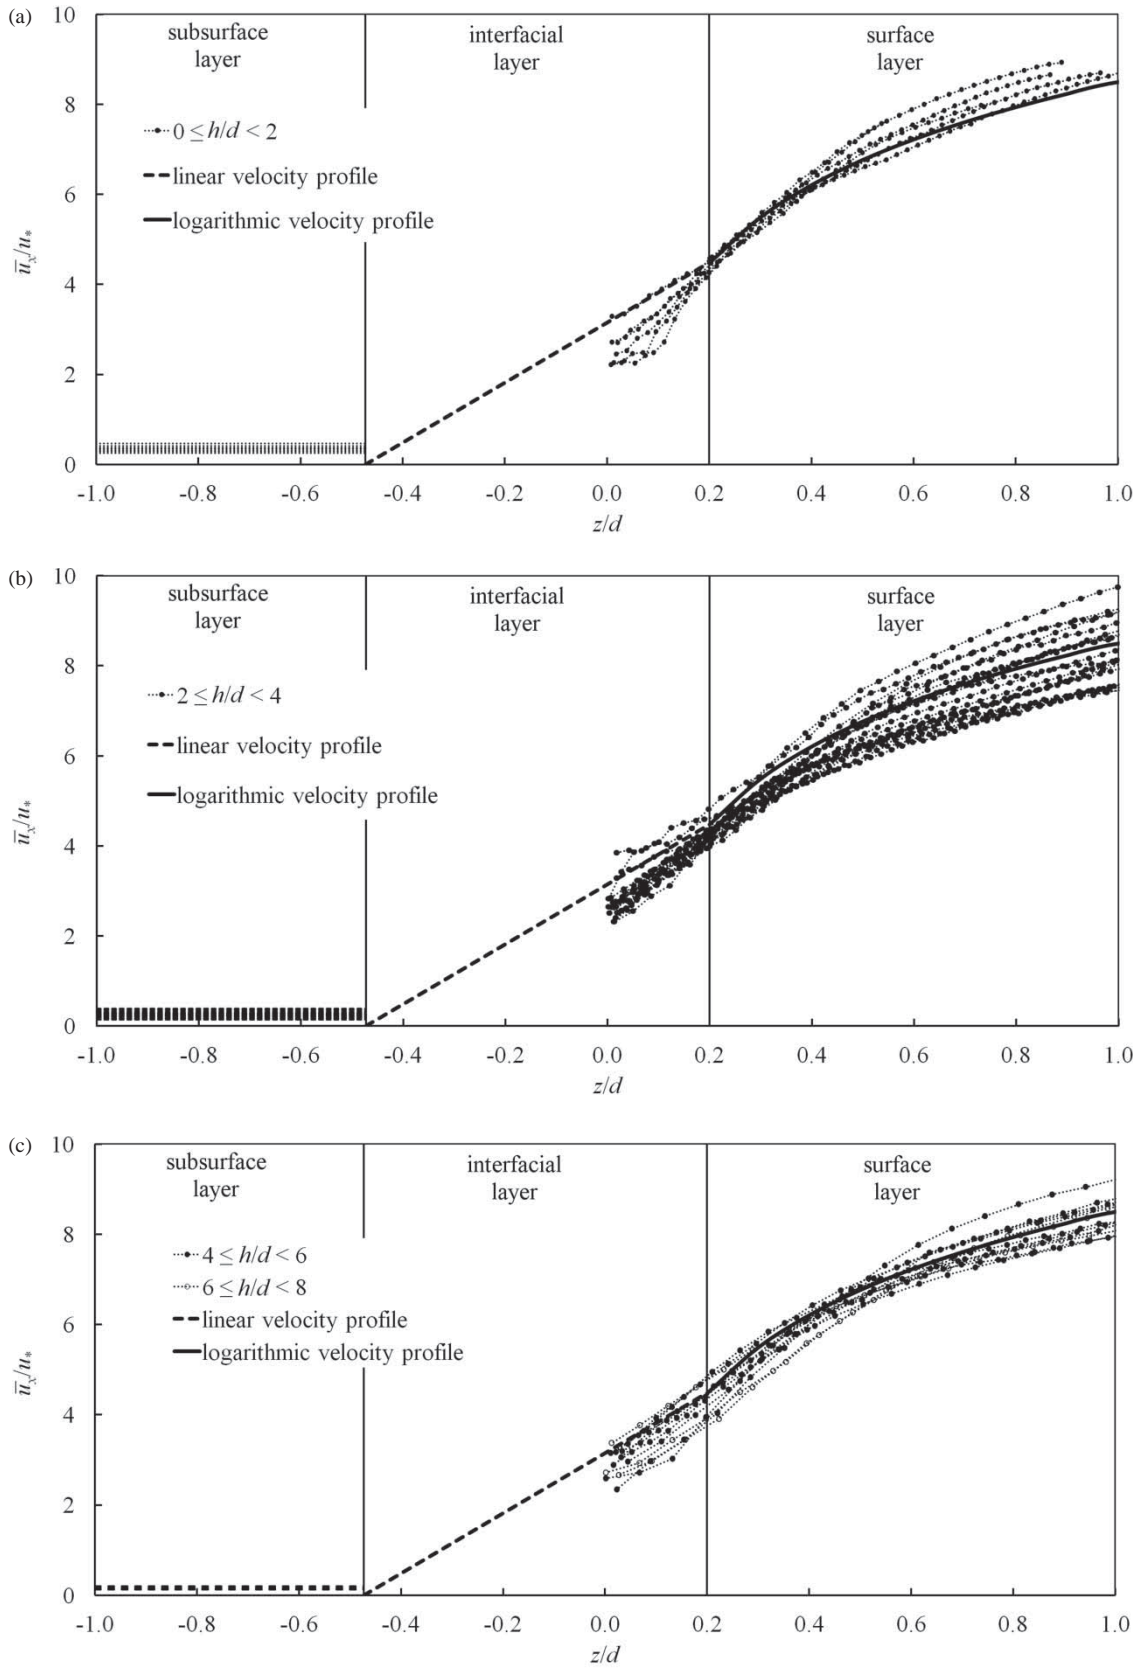 (a)
10
8
6
4
2
0
u̅ₓ/u*
subsurface
layer
interfacial
layer
surface
layer
0 ≤ h/d < 2
linear velocity profile
logarithmic velocity profile
-1.0 -0.8 -0.6 -0.4 -0.2 0.0 0.2 0.4 0.6 0.8 1.0
z/d
(b)
10
8
6
4
2
0
u̅ₓ/u*
subsurface
layer
interfacial
layer
surface
layer
2 ≤ h/d < 4
linear velocity profile
logarithmic velocity profile
-1.0 -0.8 -0.6 -0.4 -0.2 0.0 0.2 0.4 0.6 0.8 1.0
z/d
(c)
10
8
6
4
2
0
u̅ₓ/u*
subsurface
layer
interfacial
layer
surface
layer
4 ≤ h/d < 6
6 ≤ h/d < 8
linear velocity profile
logarithmic velocity profile
-1.0 -0.8 -0.6 -0.4 -0.2 0.0 0.2 0.4 0.6 0.8 1.0
z/d